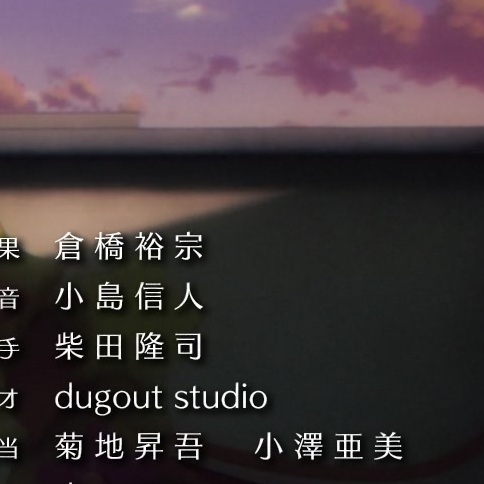 果 倉橋裕宗
音 小島信人
手 柴田隆司
オ dugout studio
当 菊地昇吾 小澤亜美